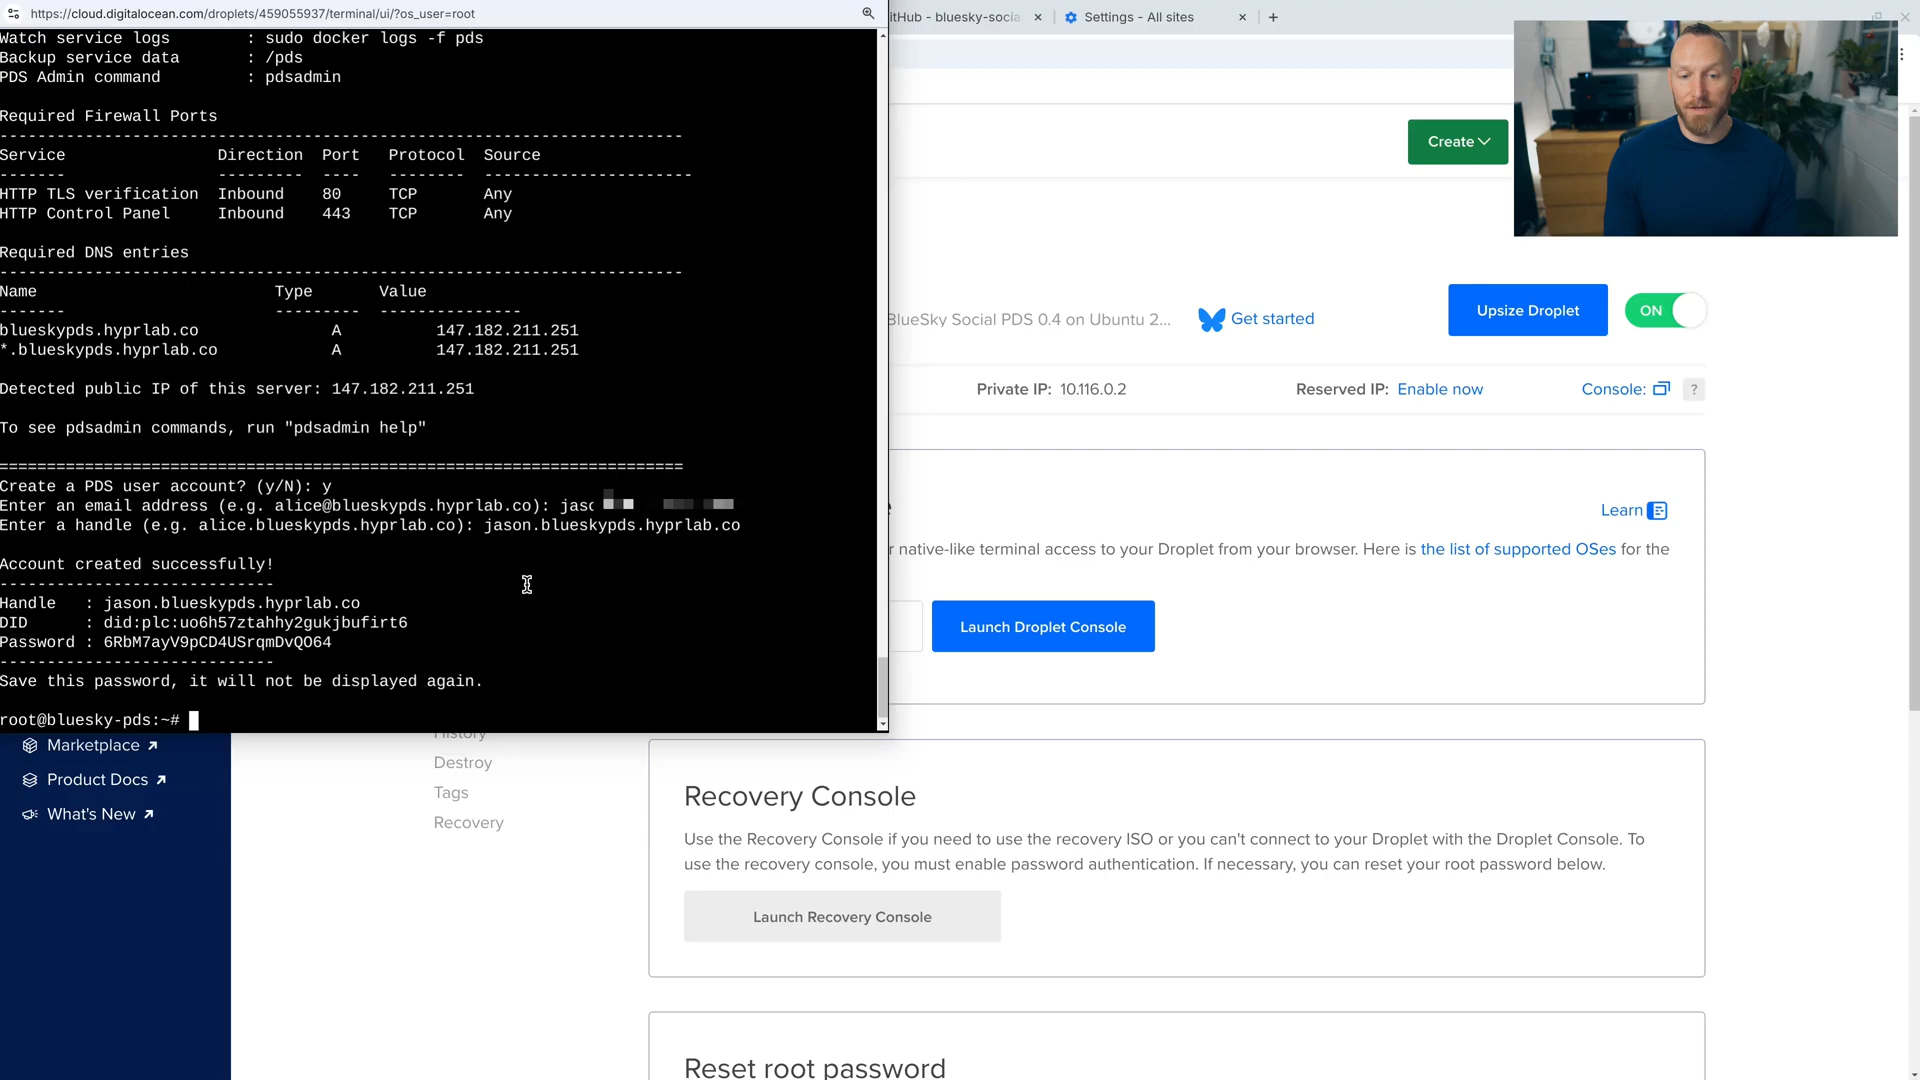 https://cloud.digitalocean.com/droplets/459055937/terminal/ui/?os_user=root
itHub - bluesky-socia
Settings - All sites
Watch service logs : sudo docker logs -f pds
Backup service data : /pds
PDS Admin command : pdsadmin
Required Firewall Ports
------------------------------------------------------------------------
Service Direction Port Protocol Source
------- --------- ---- -------- ----------------------
HTTP TLS verification Inbound 80 TCP Any
HTTP Control Panel Inbound 443 TCP Any
Required DNS entries
------------------------------------------------------------------------
Name Type Value
------- --------- ---------------
blueskypds.hyprlab.co A 147.182.211.251
*.blueskypds.hyprlab.co A 147.182.211.251
Detected public IP of this server: 147.182.211.251
To see pdsadmin commands, run "pdsadmin help"
========================================================================
Create a PDS user account? (y/N): y
Enter an email address (e.g. alice@blueskypds.hyprlab.co): jasc
Enter a handle (e.g. alice.blueskypds.hyprlab.co): jason.blueskypds.hyprlab.co
Account created successfully!
-----------------------------
Handle : jason.blueskypds.hyprlab.co
DID : did:plc:uo6h57ztahhy2gukjbufirt6
Password : 6RbM7ayV9pCD4USrqmDvQO64
-----------------------------
Save this password, it will not be displayed again.
root@bluesky-pds:~#
Create
BlueSky Social PDS 0.4 on Ubuntu 2...
Get started
Upsize Droplet
ON
Private IP: 10.116.0.2
Reserved IP: Enable now
Console:
?
Learn
r native-like terminal access to your Droplet from your browser. Here is the list of supported OSes for the
Launch Droplet Console
Marketplace
Product Docs
What's New
History
Destroy
Tags
Recovery
Recovery Console
Use the Recovery Console if you need to use the recovery ISO or you can't connect to your Droplet with the Droplet Console. To
use the recovery console, you must enable password authentication. If necessary, you can reset your root password below.
Launch Recovery Console
Reset root password